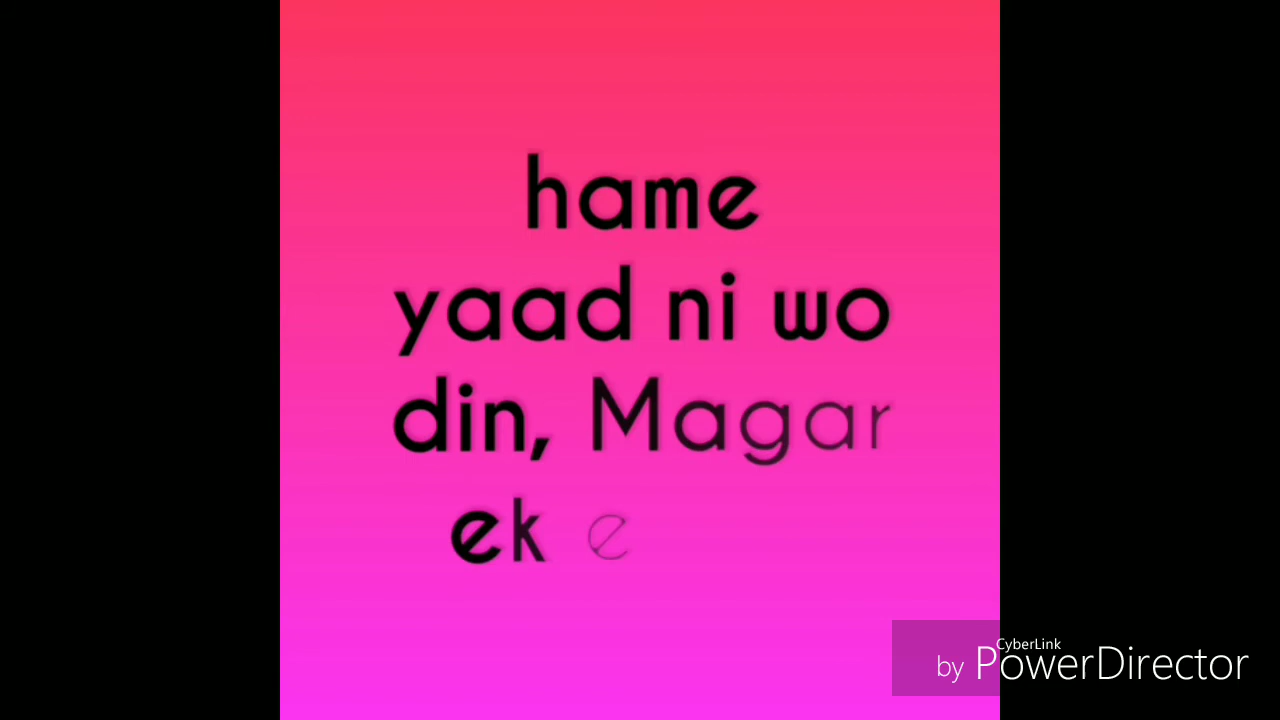 hame
yaad ni wo
din, Magar
ek e
CyberLink
by PowerDirector